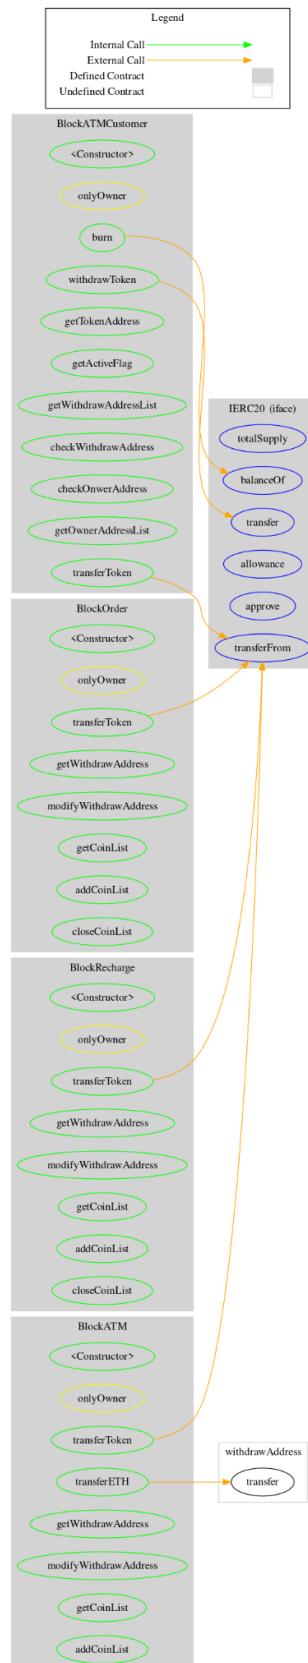 Legend
Internal Call
External Call
Defined Contract
Undefined Contract
BlockATMCustomer
<Constructor>
onlyOwner
burn
withdrawToken
getTokenAddress
getActiveFlag
getWithdrawAddressList
checkWithdrawAddress
checkOnwerAddress
getOwnerAddressList
transferToken
IERC20 (iface)
totalSupply
balanceOf
transfer
allowance
approve
transferFrom
BlockOrder
<Constructor>
onlyOwner
transferToken
getWithdrawAddress
modifyWithdrawAddress
getCoinList
addCoinList
closeCoinList
BlockRecharge
<Constructor>
onlyOwner
transferToken
getWithdrawAddress
modifyWithdrawAddress
getCoinList
addCoinList
closeCoinList
BlockATM
<Constructor>
onlyOwner
transferToken
transferETH
getWithdrawAddress
modifyWithdrawAddress
getCoinList
addCoinList
withdrawAddress
transfer